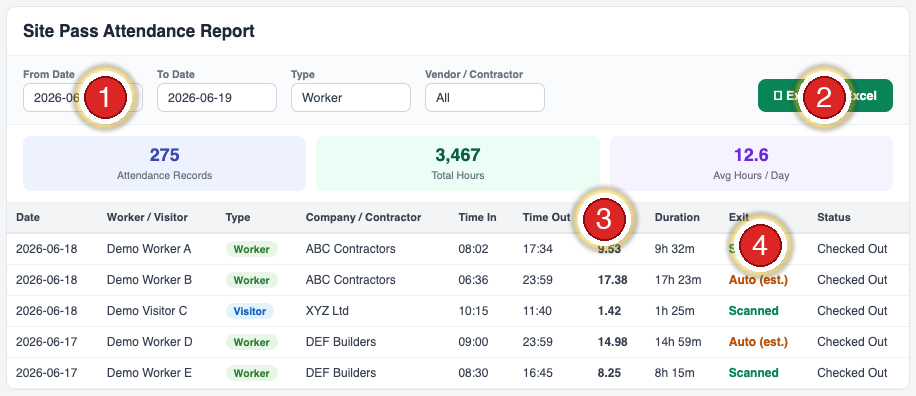 Site Pass Attendance Report
From Date To Date Type Vendor / Contractor
2026-06 2026-06-19 Worker All
1 2
275 3,467 12.6
Attendance Records Total Hours Avg Hours / Day
Date Worker / Visitor Type Company / Contractor Time In Time Out 3 Duration Exit Status
2026-06-18 Demo Worker A Worker ABC Contractors 08:02 17:34 9.53 9h 32m 4 Checked Out
2026-06-18 Demo Worker B Worker ABC Contractors 06:36 23:59 17.38 17h 23m Auto (est.) Checked Out
2026-06-18 Demo Visitor C Visitor XYZ Ltd 10:15 11:40 1.42 1h 25m Scanned Checked Out
2026-06-17 Demo Worker D Worker DEF Builders 09:00 23:59 14.98 14h 59m Auto (est.) Checked Out
2026-06-17 Demo Worker E Worker DEF Builders 08:30 16:45 8.25 8h 15m Scanned Checked Out